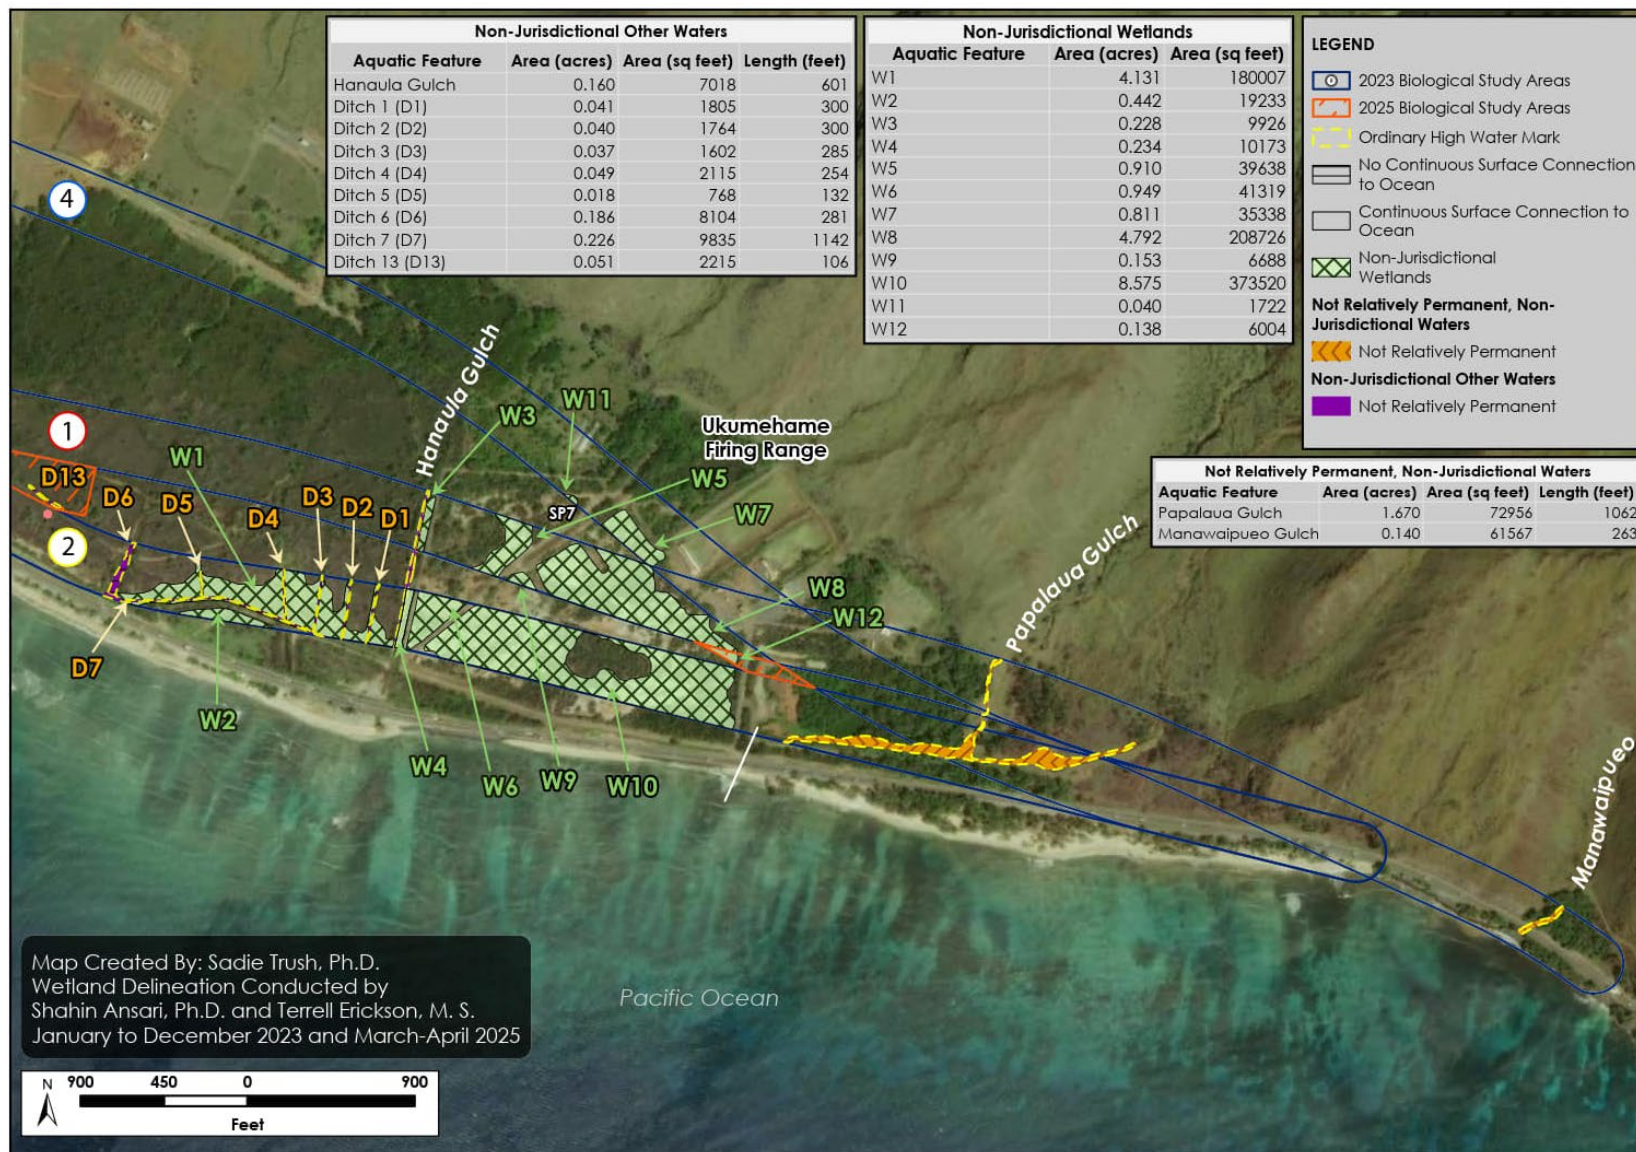 Non-Jurisdictional Other Waters
Aquatic Feature Area (acres) Area (sq feet) Length (feet)
Hanaula Gulch 0.160 7018 601
Ditch 1 (D1) 0.041 1805 300
Ditch 2 (D2) 0.040 1764 300
Ditch 3 (D3) 0.037 1602 285
Ditch 4 (D4) 0.049 2115 254
Ditch 5 (D5) 0.018 768 132
Ditch 6 (D6) 0.186 8104 281
Ditch 7 (D7) 0.226 9835 1142
Ditch 13 (D13) 0.051 2215 106
Non-Jurisdictional Wetlands
Aquatic Feature Area (acres) Area (sq feet)
W1 4.131 180007
W2 0.442 19233
W3 0.228 9926
W4 0.234 10173
W5 0.910 39638
W6 0.949 41319
W7 0.811 35338
W8 4.792 208726
W9 0.153 6688
W10 8.575 373520
W11 0.040 1722
W12 0.138 6004
LEGEND
2023 Biological Study Areas
2025 Biological Study Areas
Ordinary High Water Mark
No Continuous Surface Connection
to Ocean
Continuous Surface Connection to
Ocean
Non-Jurisdictional
Wetlands
Not Relatively Permanent, Non-
Jurisdictional Waters
Not Relatively Permanent
Non-Jurisdictional Other Waters
Not Relatively Permanent
Not Relatively Permanent, Non-Jurisdictional Waters
Aquatic Feature Area (acres) Area (sq feet) Length (feet)
Papalaua Gulch 1.670 72956 1062
Manawaipueo Gulch 0.140 61567 263
4
1
2
Hanaula Gulch
W3
W11
Ukumehame
Firing Range
W1
W5
D13
D6
D5
D4
D3
D2
D1
SP7
W7
Papalaua Gulch
W8
W12
D7
W2
W4
W6
W9
W10
Manawaipueo
Pacific Ocean
Map Created By: Sadie Trush, Ph.D.
Wetland Delineation Conducted by
Shahin Ansari, Ph.D. and Terrell Erickson, M. S.
January to December 2023 and March-April 2025
N 900 450 0 900
Feet